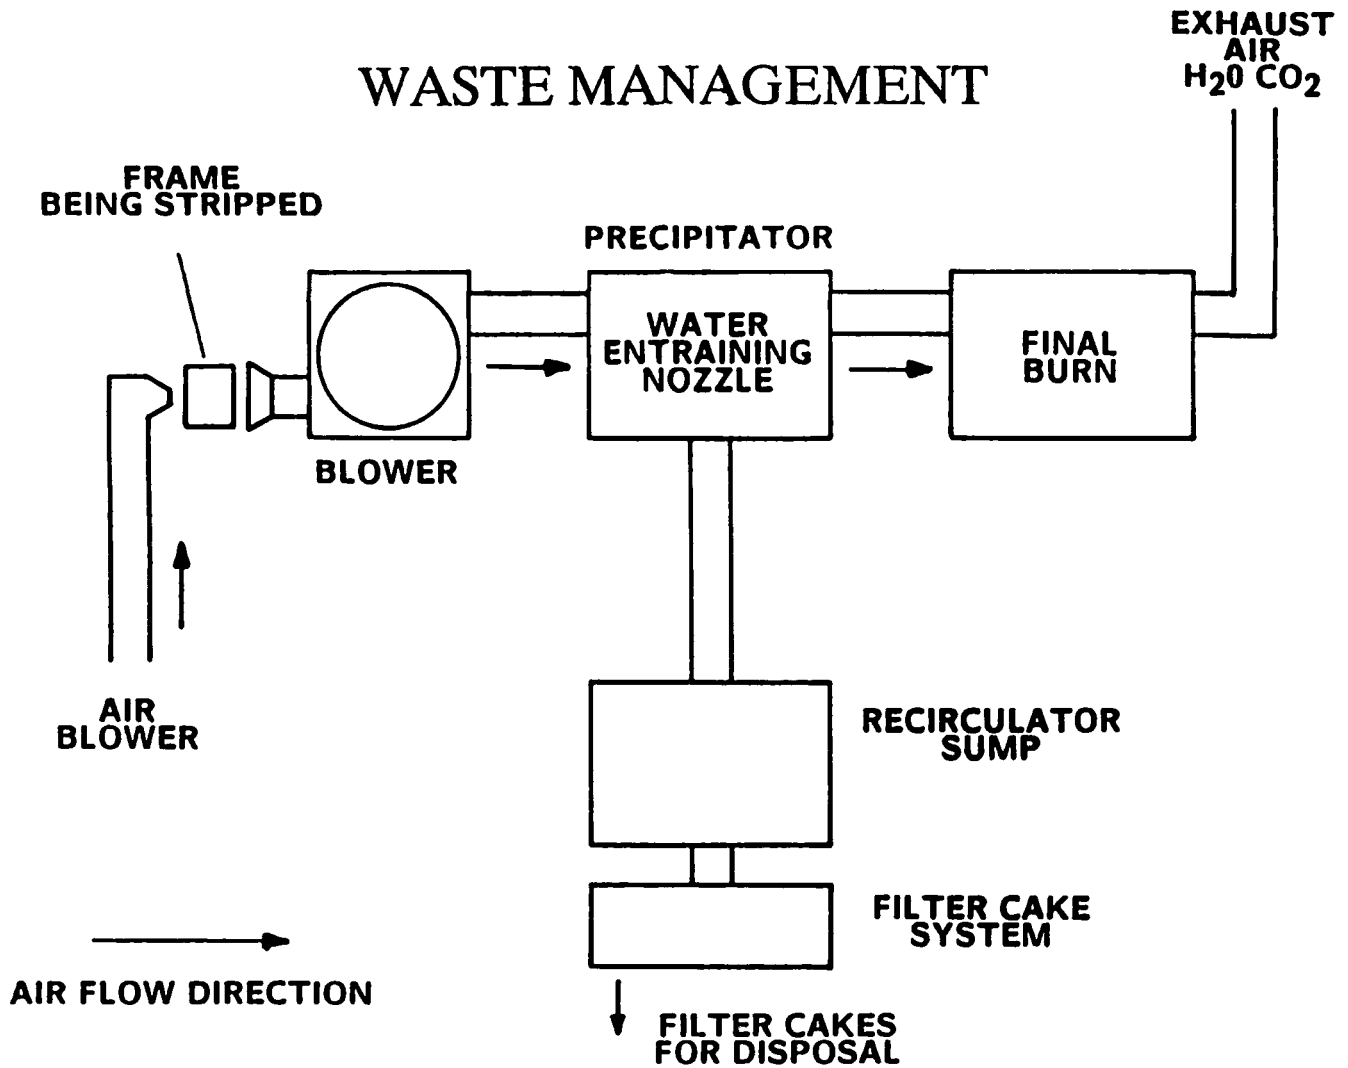 WASTE MANAGEMENT
EXHAUST
AIR
H20 CO2
FRAME
BEING STRIPPED
PRECIPITATOR
WATER
ENTRAINING
NOZZLE
FINAL
BURN
BLOWER
AIR
BLOWER
RECIRCULATOR
SUMP
FILTER CAKE
SYSTEM
AIR FLOW DIRECTION
FILTER CAKES
FOR DISPOSAL